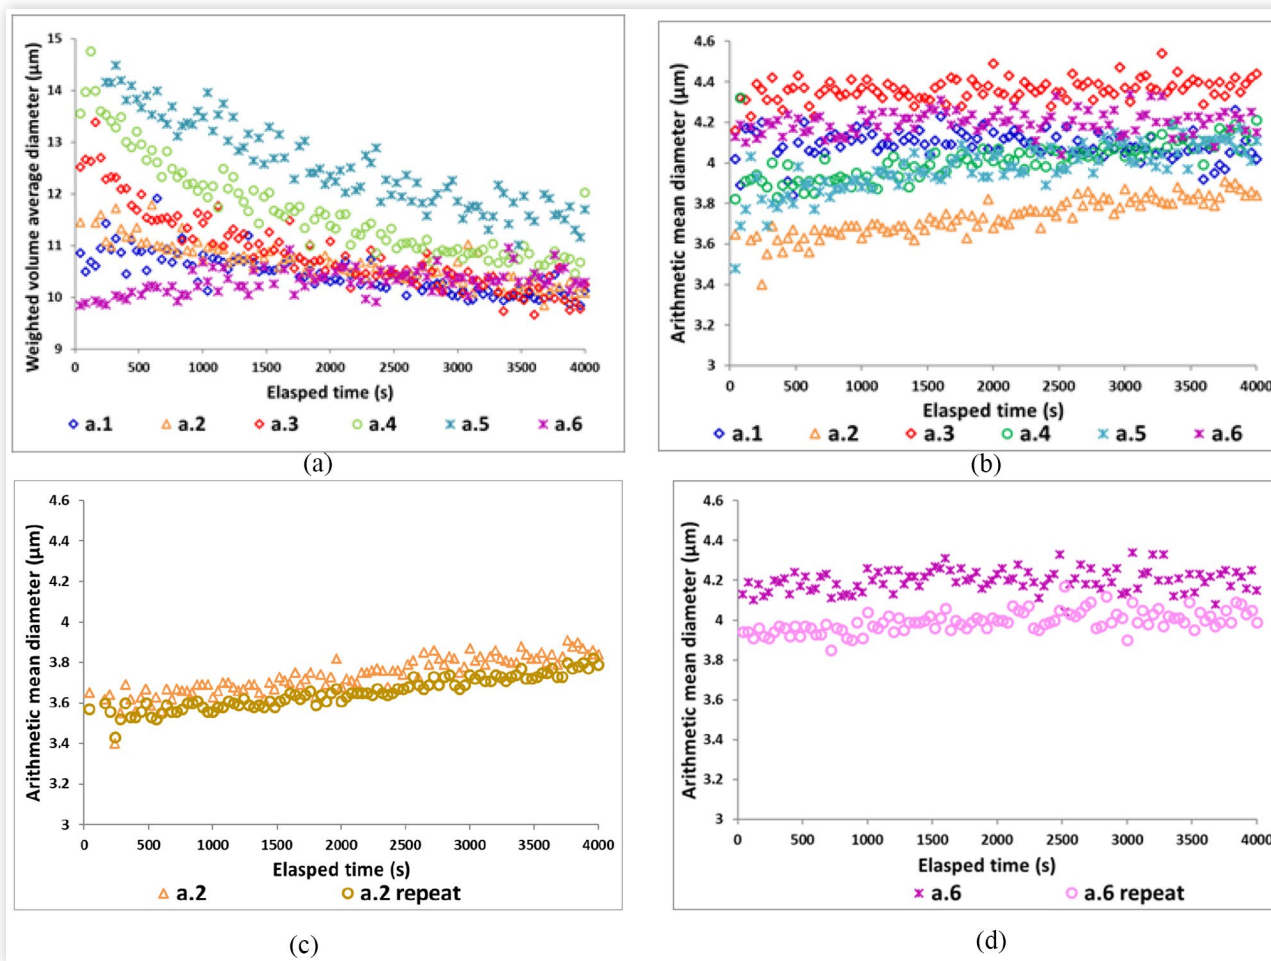 Weighted volume average diameter (μm)
15
14
13
12
11
10
9
0 500 1000 1500 2000 2500 3000 3500 4000
Elasped time (s)
a.1 a.2 a.3 a.4 a.5 a.6
(a)
Arithmetic mean diameter (μm)
4.6
4.4
4.2
4
3.8
3.6
3.4
3.2
3
0 500 1000 1500 2000 2500 3000 3500 4000
Elasped time (s)
a.1 a.2 a.3 a.4 a.5 a.6
(b)
Arithmetic mean diameter (μm)
4.6
4.4
4.2
4
3.8
3.6
3.4
3.2
3
0 500 1000 1500 2000 2500 3000 3500 4000
Elasped time (s)
a.2 a.2 repeat
(c)
Arithmetic mean diameter (μm)
4.6
4.4
4.2
4
3.8
3.6
3.4
3.2
3
0 500 1000 1500 2000 2500 3000 3500 4000
Elasped time (s)
a.6 a.6 repeat
(d)